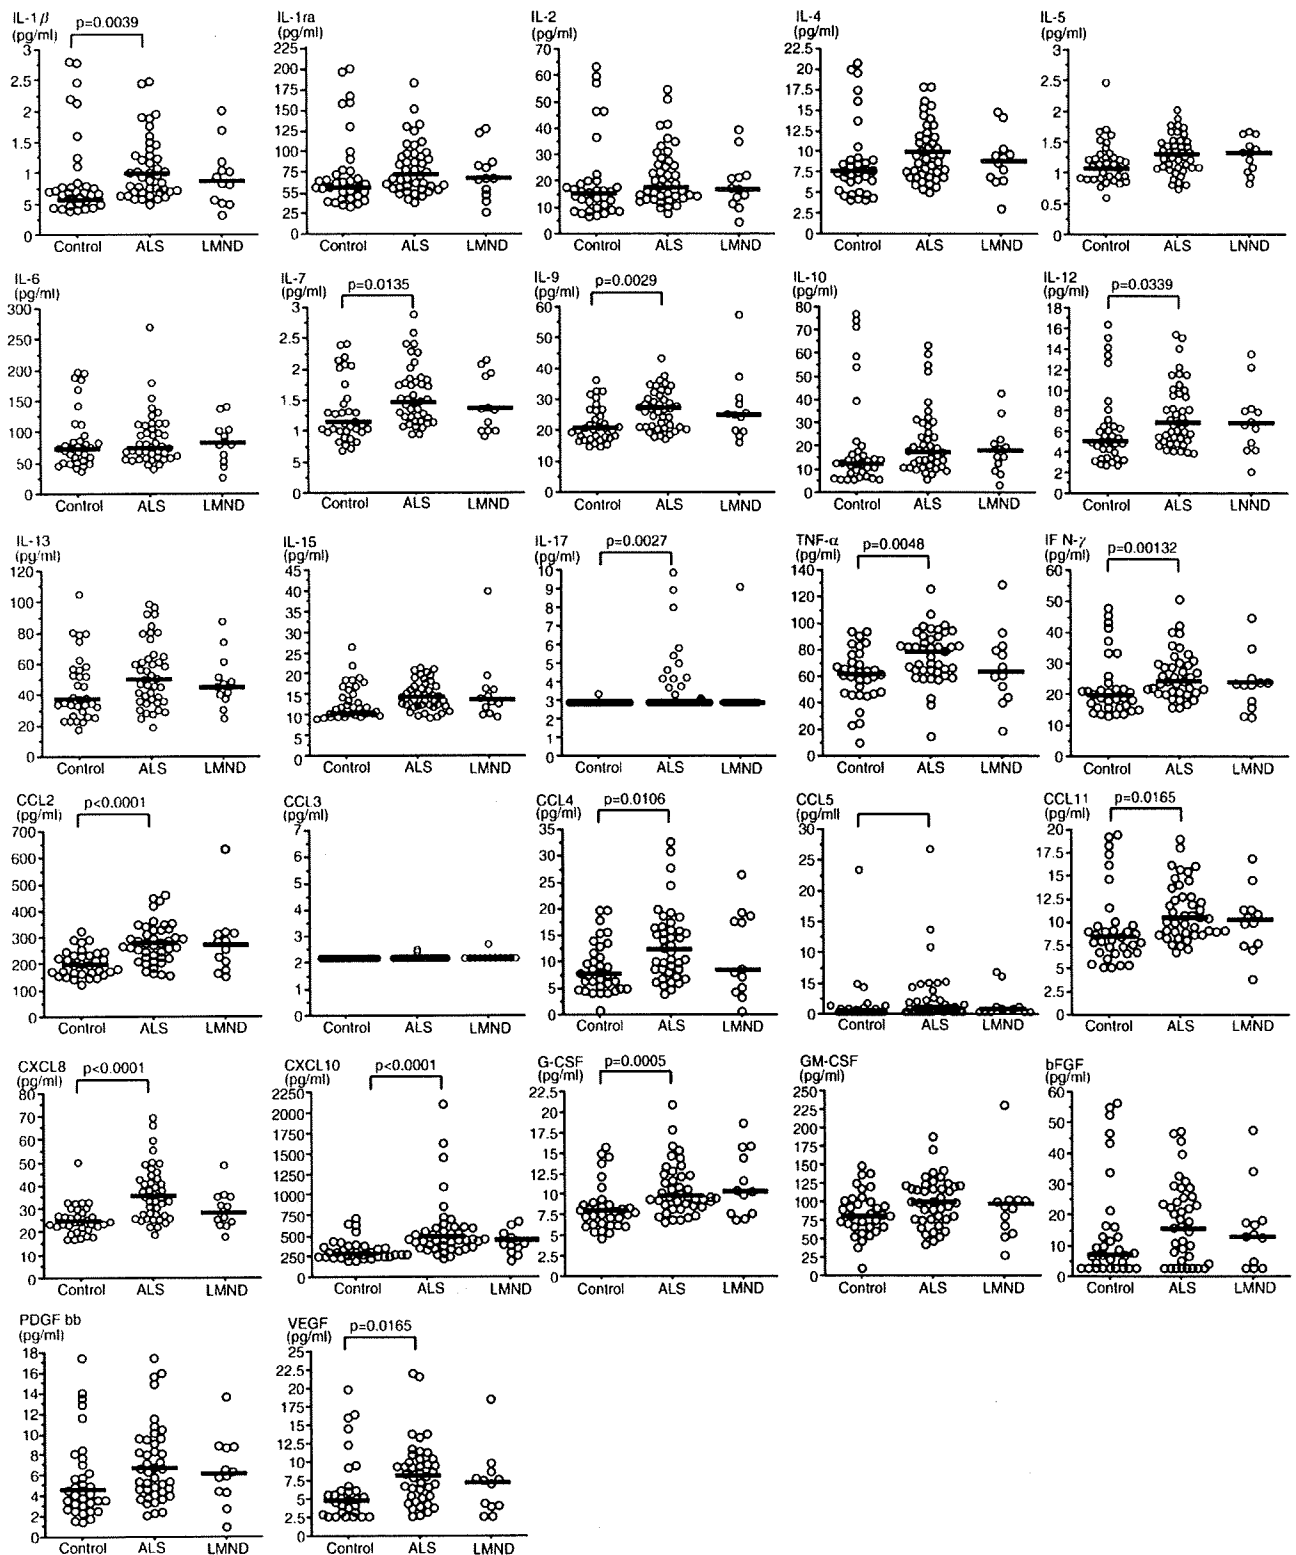 IL-1β
(pg/ml)
p=0.0039
3
2.5
2
1.5
1
.5
0
Control ALS LMND
IL-1ra
(pg/ml)
225
200
175
150
125
100
75
55
25
0
Control ALS LMND
IL-2
(pg/ml)
70
60
50
40
30
20
10
0
Control ALS LMND
IL-4
(pg/ml)
22.5
20
17.5
15
12.5
10
7.5
5
2.5
0
Control ALS LMND
IL-5
(pg/ml)
3
2.5
2
1.5
1
0.5
0
Control ALS LNND
IL-6
(pg/ml)
300
250
200
150
100
50
0
Control ALS LMND
IL-7
(pg/ml)
p=0.0135
3
2.5
2
1.5
1
.5
0
Control ALS LMND
IL-9
(pg/ml)
p=0.0029
60
50
40
30
20
10
0
Control ALS LMND
IL-10
(pg/ml)
80
70
60
50
40
30
20
10
0
Control ALS LMND
IL-12
(pg/ml)
p=0.0339
18
16
14
12
10
8
6
4
2
0
Control ALS LNND
IL-13
(pg/ml)
120
100
80
60
40
20
0
Control ALS LMND
IL-15
(pg/ml)
45
40
35
30
25
20
15
10
5
0
Control ALS LMND
IL-17
(pg/ml)
p=0.0027
10
9
8
7
6
5
4
3
2
1
0
Control ALS LMND
TNF-α
(pg/ml)
p=0.0048
140
120
100
80
60
40
20
0
Control ALS LMND
IF N-γ
(pg/ml)
p=0.00132
60
50
40
30
20
10
0
Control ALS LMND
CCL2
(pg/ml)
p<0.0001
700
600
500
400
300
200
100
0
Control ALS LMND
CCL3
(pg/ml)
7
6
5
4
3
2
1
0
Control ALS LMND
CCL4
(pg/ml)
p=0.0106
35
30
25
20
15
10
5
0
Control ALS LMND
CCL5
(pg/ml
30
25
20
15
10
15
0
Control ALS LMND
CCL11
(pg/ml)
p=0.0165
20
17.5
15
12.5
10
7.5
5
2.5
0
Control ALS LMND
CXCL8
(pg/ml)
p<0.0001
80
70
60
50
40
30
20
10
0
Control ALS LMND
CXCL10
(pg/ml)
p<0.0001
2250
2000
1750
1500
1250
1000
750
500
250
0
Control ALS LMND
G-CSF
(pg/ml)
p=0.0005
22.5
20
17.5
15
12.5
10
7.5
5
2.5
0
Control ALS LMND
GM-CSF
(pg/ml)
250
225
200
175
150
125
100
75
50
25
0
Control ALS LMND
bFGF
(pg/ml)
60
50
40
30
20
10
0
Control ALS LMND
PDGF bb
(pg/ml)
18
16
14
12
10
8
6
4
2
0
Control ALS LMND
VEGF
(pg/ml)
p=0.0165
25
22.5
20
17.5
15
12.5
10
7.5
5
2.5
0
Control ALS LMND